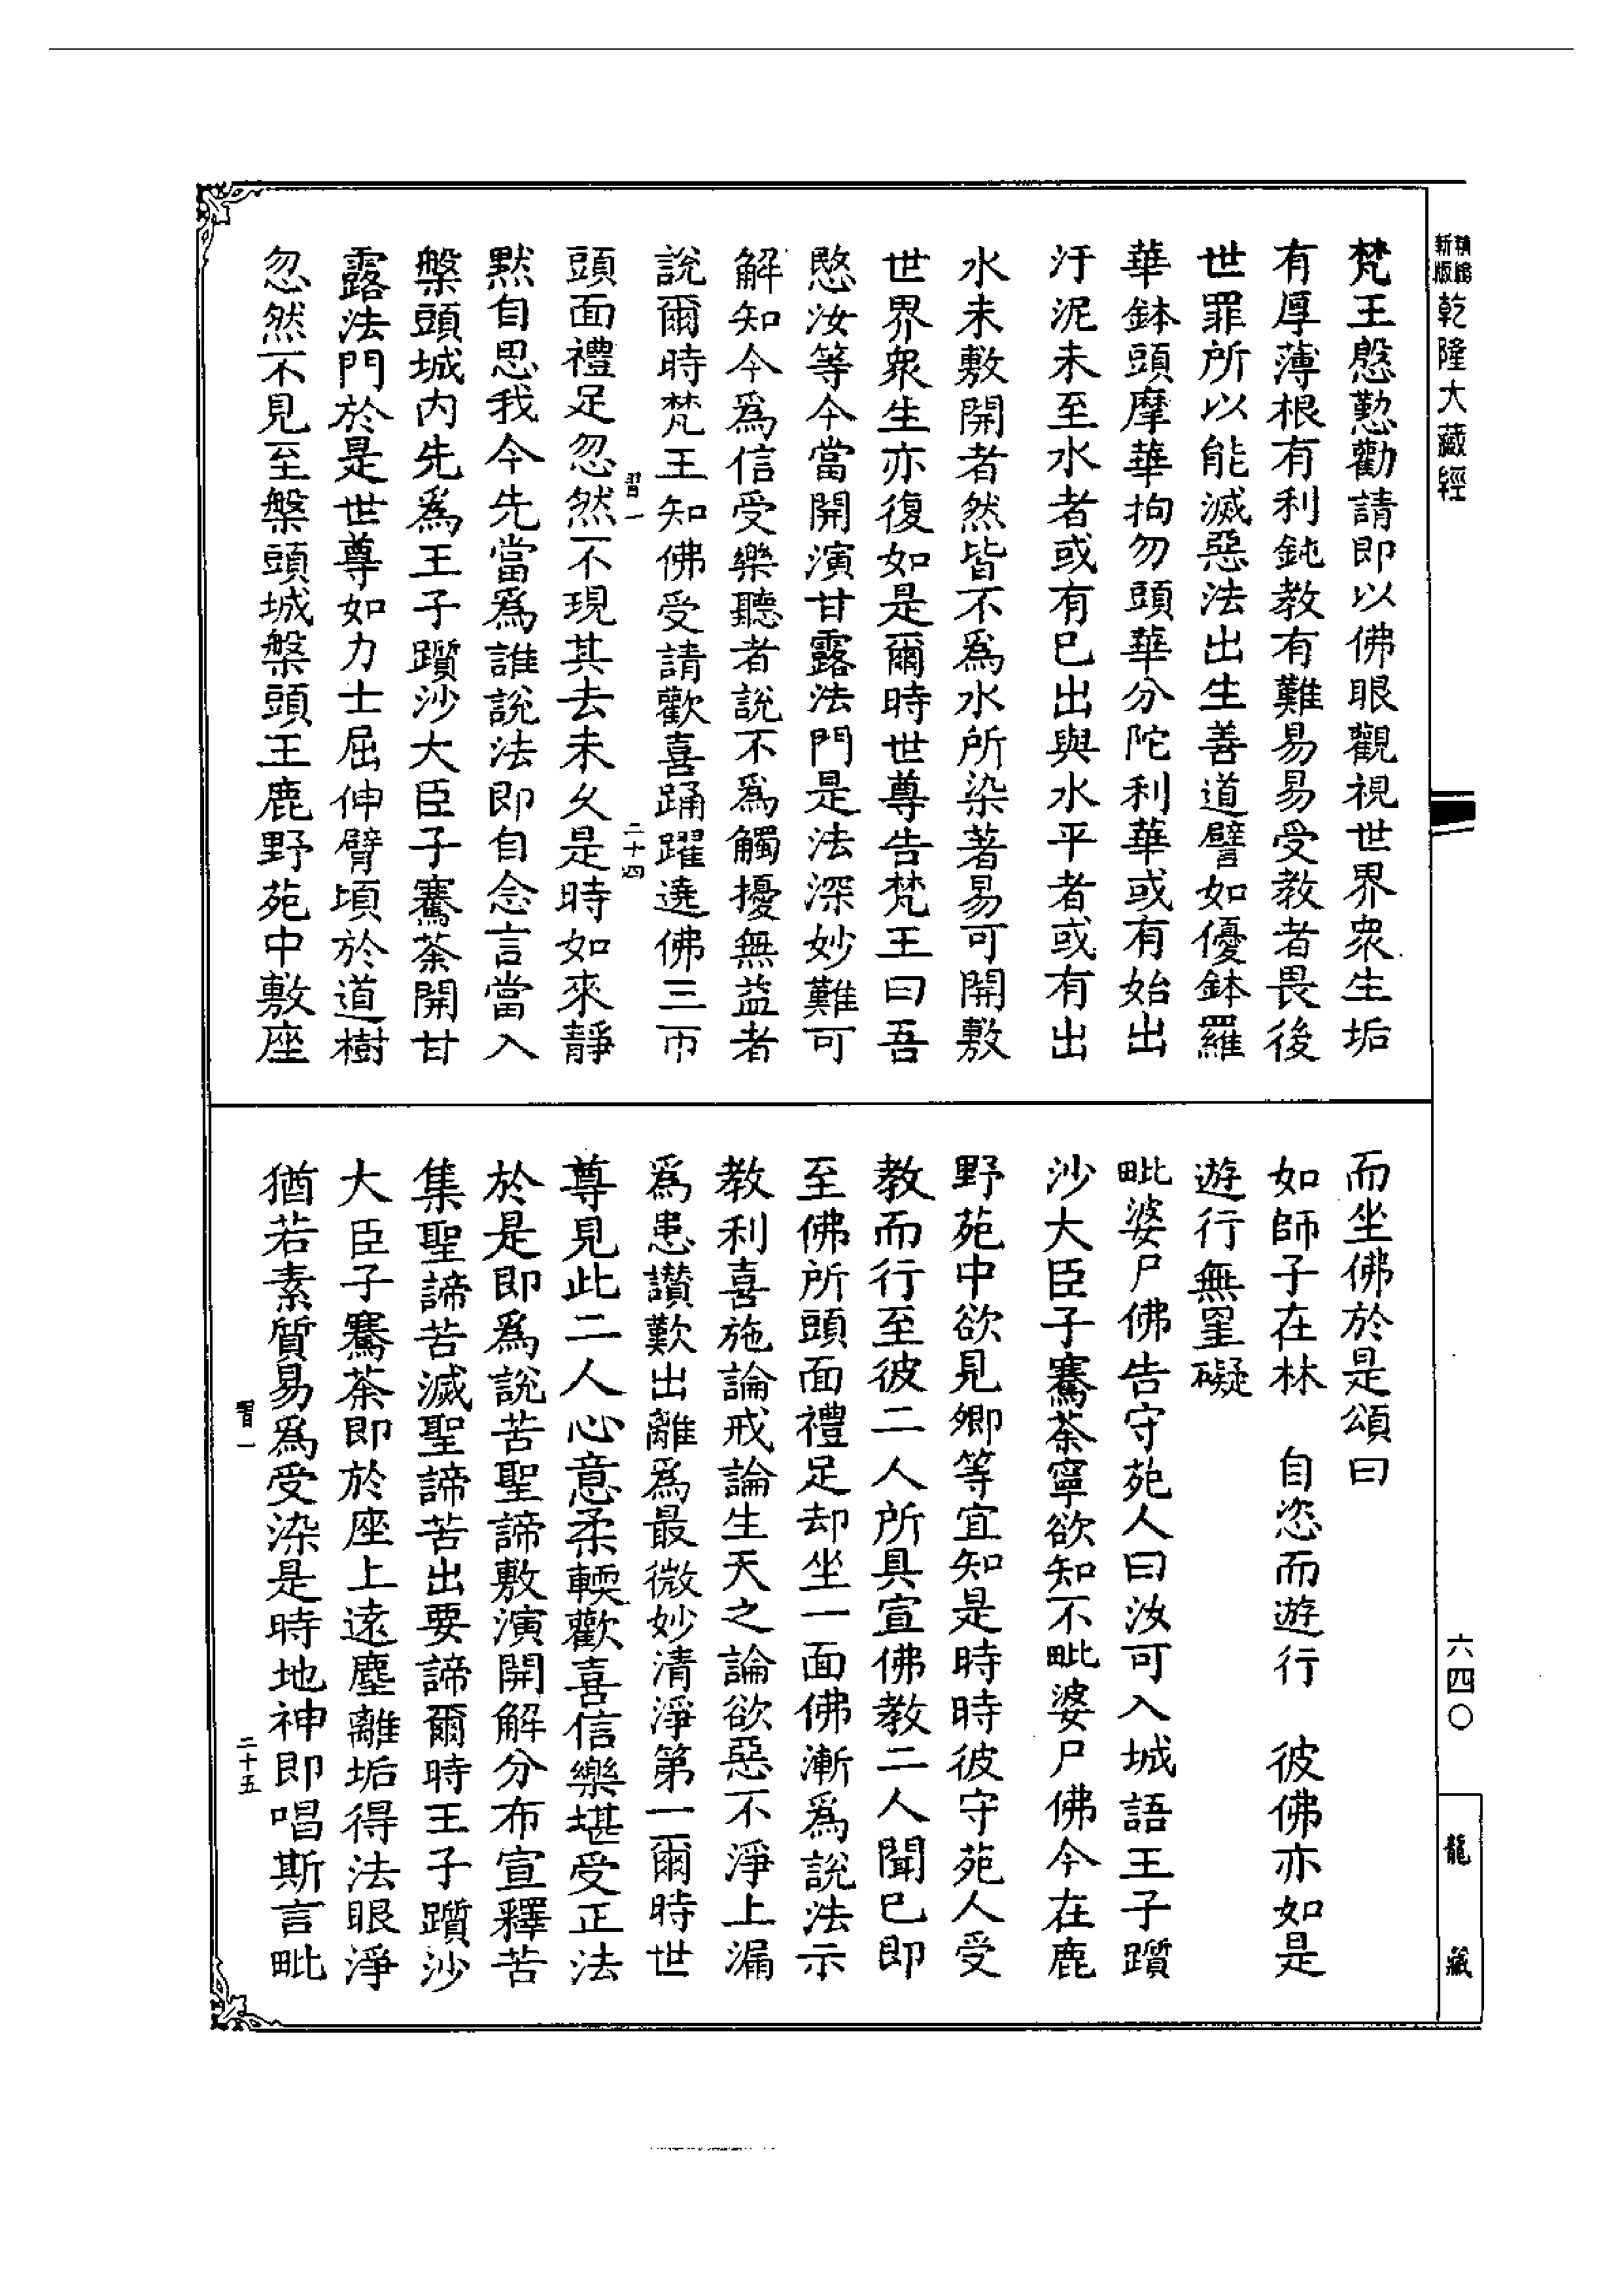 精縮
新版
乾隆大藏經
梵王慇懃勸請即以佛眼觀視世界衆生垢
有厚薄根有利鈍教有難易易受教者畏後
世罪所以能滅惡法出生善道譬如優鉢羅
華鉢頭摩華拘勿頭華分陀利華或有始出
汙泥未至水者或有巳出與水平者或有出
水未敷開者然皆不爲水所染著易可開敷
世界衆生亦復如是爾時世尊告梵王曰吾
愍汝等今當開演甘露法門是法深妙難可
解知今爲信受樂聽者說不爲觸擾無益者
說爾時梵王知佛受請歡喜踊躍遶佛三帀
習一 二十四
頭面禮足忽然不現其去未久是時如來靜
默自思我今先當爲誰說法即自念言當入
槃頭城内先爲王子躓沙大臣子騫荼開甘
露法門於是世尊如力士屈伸臂頃於道樹
忽然不見至槃頭城槃頭王鹿野苑中敷座
而坐佛於是頌曰
如師子在林 自恣而遊行 彼佛亦如是
遊行無罣礙
毗婆尸佛告守苑人曰汝可入城語王子躓
沙大臣子騫荼寧欲知不毗婆尸佛今在鹿
野苑中欲見卿等宜知是時時彼守苑人受
教而行至彼二人所具宣佛教二人聞巳即
至佛所頭面禮足却坐一面佛漸爲說法示
教利喜施論戒論生天之論欲惡不淨上漏
爲患讃歎出離爲最微妙清淨第一爾時世
尊見此二人心意柔輭歡喜信樂堪受正法
於是即爲說苦聖諦敷演開解分布宣釋苦
集聖諦苦滅聖諦苦出要諦爾時王子躓沙
大臣子騫荼即於座上遠塵離垢得法眼淨
猶若素質易爲受染是時地神即唱斯言毗
習一 二十五
六四〇
龍藏